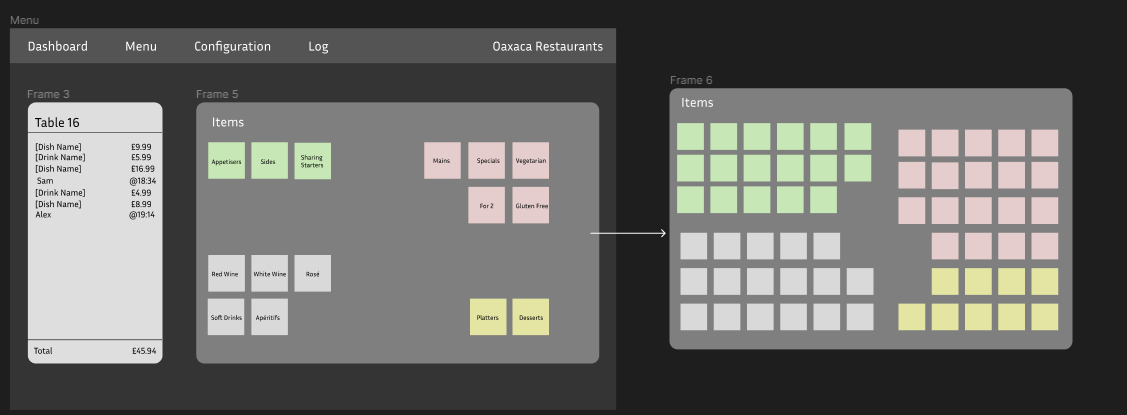 Menu
Dashboard Menu Configuration Log Oaxaca Restaurants
Frame 3
Table 16
[Dish Name] £9.99
[Drink Name] £5.99
[Dish Name] £16.99
Sam @18:34
[Drink Name] £4.99
[Dish Name] £8.99
Alex @19:14
Total £45.94
Frame 5
Items
Appetisers Sides Sharing
Starters
Mains Specials Vegetarian
For 2 Gluten Free
Red Wine White Wine Rosé
Soft Drinks Apéritifs
Platters Desserts
Frame 6
Items